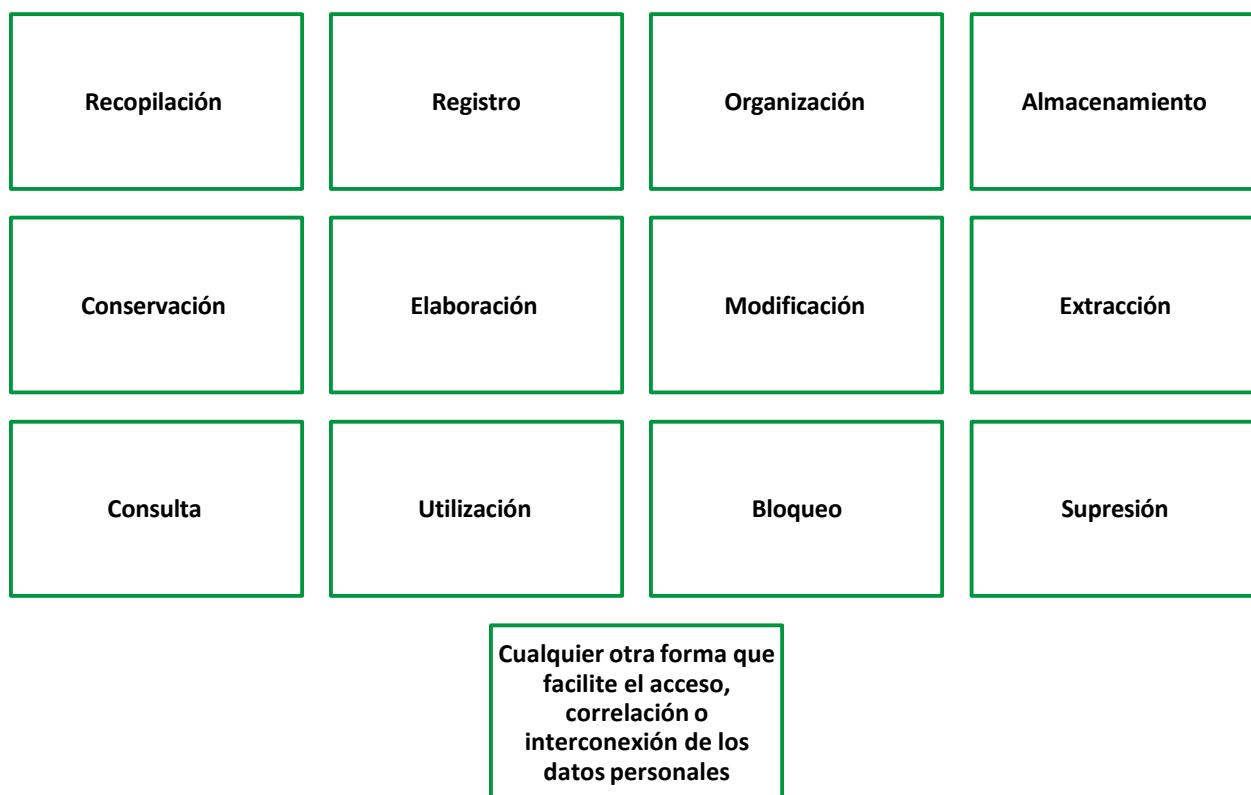 Recopilación
Registro
Organización
Almacenamiento
Conservación
Elaboración
Modificación
Extracción
Consulta
Utilización
Bloqueo
Supresión
Cualquier otra forma que
facilite el acceso,
correlación o
interconexión de los
datos personales